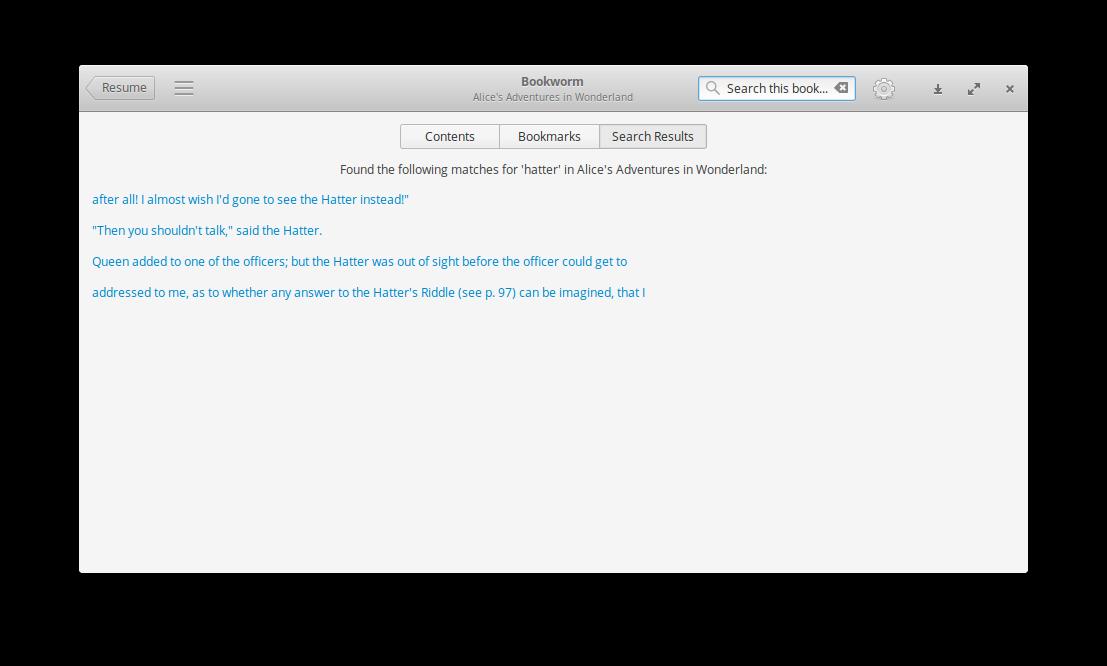 Resume
Bookworm
Alice's Adventures in Wonderland
Search this book...
Contents
Bookmarks
Search Results
Found the following matches for 'hatter' in Alice's Adventures in Wonderland:
after all! I almost wish I'd gone to see the Hatter instead!"
"Then you shouldn't talk," said the Hatter.
Queen added to one of the officers; but the Hatter was out of sight before the officer could get to
addressed to me, as to whether any answer to the Hatter's Riddle (see p. 97) can be imagined, that I